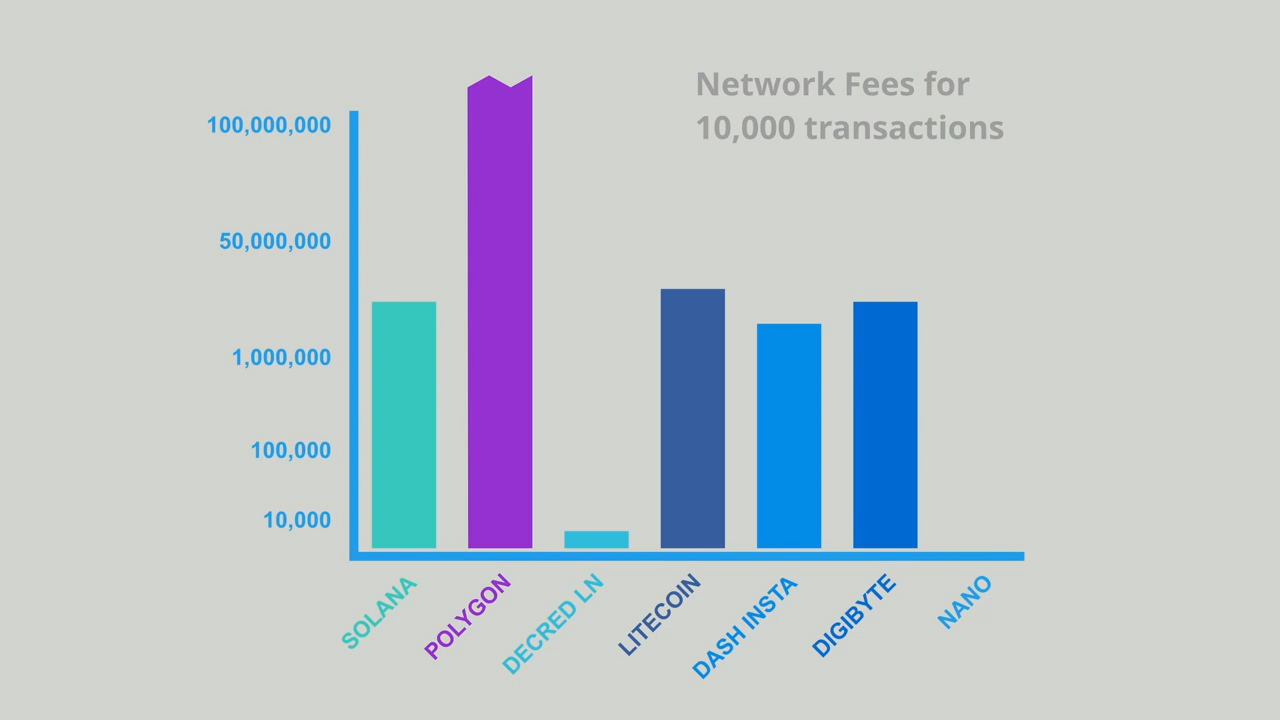 Network Fees for
10,000 transactions
100,000,000
50,000,000
1,000,000
100,000
10,000
SOLANA
POLYGON
DECRED LN
LITECOIN
DASH INSTA
DIGIBYTE
NANO